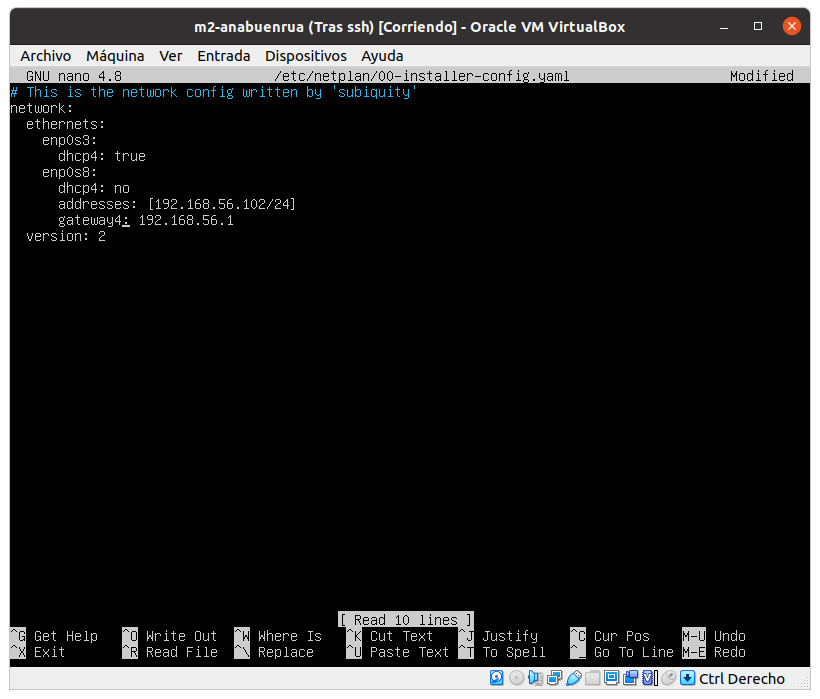 m2-anabuenrua (Tras ssh) [Corriendo] - Oracle VM VirtualBox
Archivo Máquina Ver Entrada Dispositivos Ayuda
GNU nano 4.8 /etc/netplan/00-installer-config.yaml Modified
# This is the network config written by 'subiquity'
network:
  ethernets:
    enp0s3:
      dhcp4: true
    enp0s8:
      dhcp4: no
      addresses: [192.168.56.102/24]
      gateway4: 192.168.56.1
  version: 2
[ Read 10 lines ]
^G Get Help ^O Write Out ^W Where Is ^K Cut Text ^J Justify ^C Cur Pos M-U Undo
^X Exit ^R Read File ^\ Replace ^U Paste Text ^T To Spell ^_ Go To Line M-E Redo
Ctrl Derecho